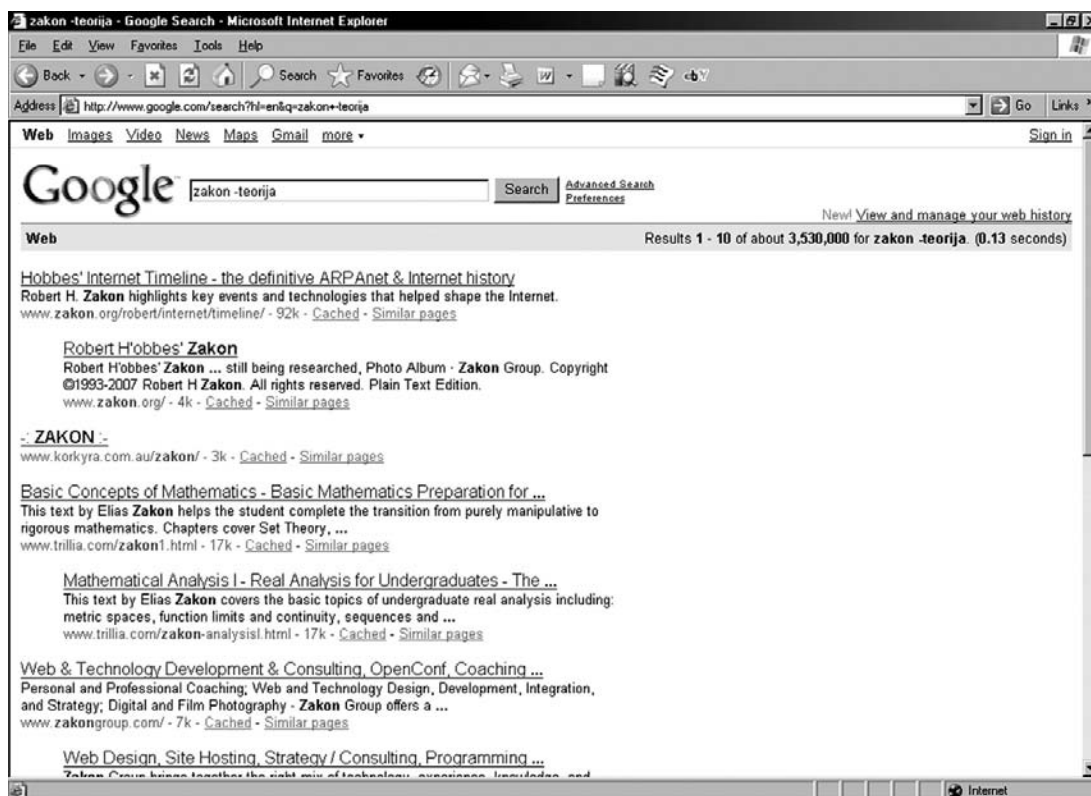 zakon -teorija - Google Search - Microsoft Internet Explorer
File Edit View Favorites Tools Help
Back Search Favorites
Address http://www.google.com/search?hl=en&q=zakon+-teorija Go Links
Web Images Video News Maps Gmail more Sign in
Google zakon -teorija Search Advanced Search
Preferences
New! View and manage your web history
Web Results 1 - 10 of about 3,530,000 for zakon -teorija. (0.13 seconds)
Hobbes' Internet Timeline - the definitive ARPAnet & Internet history
Robert H. Zakon highlights key events and technologies that helped shape the Internet.
www.zakon.org/robert/internet/timeline/ - 92k - Cached - Similar pages
Robert H'obbes' Zakon
Robert H'obbes' Zakon ... still being researched, Photo Album · Zakon Group. Copyright
©1993-2007 Robert H Zakon. All rights reserved. Plain Text Edition.
www.zakon.org/ - 4k - Cached - Similar pages
-: ZAKON :-
www.korkyra.com.au/zakon/ - 3k - Cached - Similar pages
Basic Concepts of Mathematics - Basic Mathematics Preparation for ...
This text by Elias Zakon helps the student complete the transition from purely manipulative to
rigorous mathematics. Chapters cover Set Theory, ...
www.trillia.com/zakon1.html - 17k - Cached - Similar pages
Mathematical Analysis I - Real Analysis for Undergraduates - The ...
This text by Elias Zakon covers the basic topics of undergraduate real analysis including:
metric spaces, function limits and continuity, sequences and ...
www.trillia.com/zakon-analysisI.html - 17k - Cached - Similar pages
Web & Technology Development & Consulting, OpenConf, Coaching ...
Personal and Professional Coaching; Web and Technology Design, Development, Integration,
and Strategy; Digital and Film Photography - Zakon Group offers a ...
www.zakongroup.com/ - 7k - Cached - Similar pages
Web Design, Site Hosting, Strategy / Consulting, Programming ...
Zakon Group brings together the right mix of technology, experience, knowledge, and
Internet